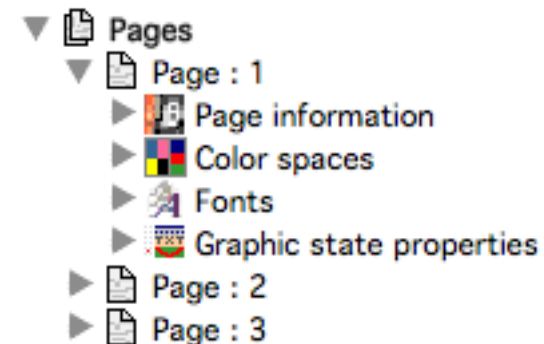 Pages
Page : 1
Page information
Color spaces
Fonts
Graphic state properties
Page : 2
Page : 3